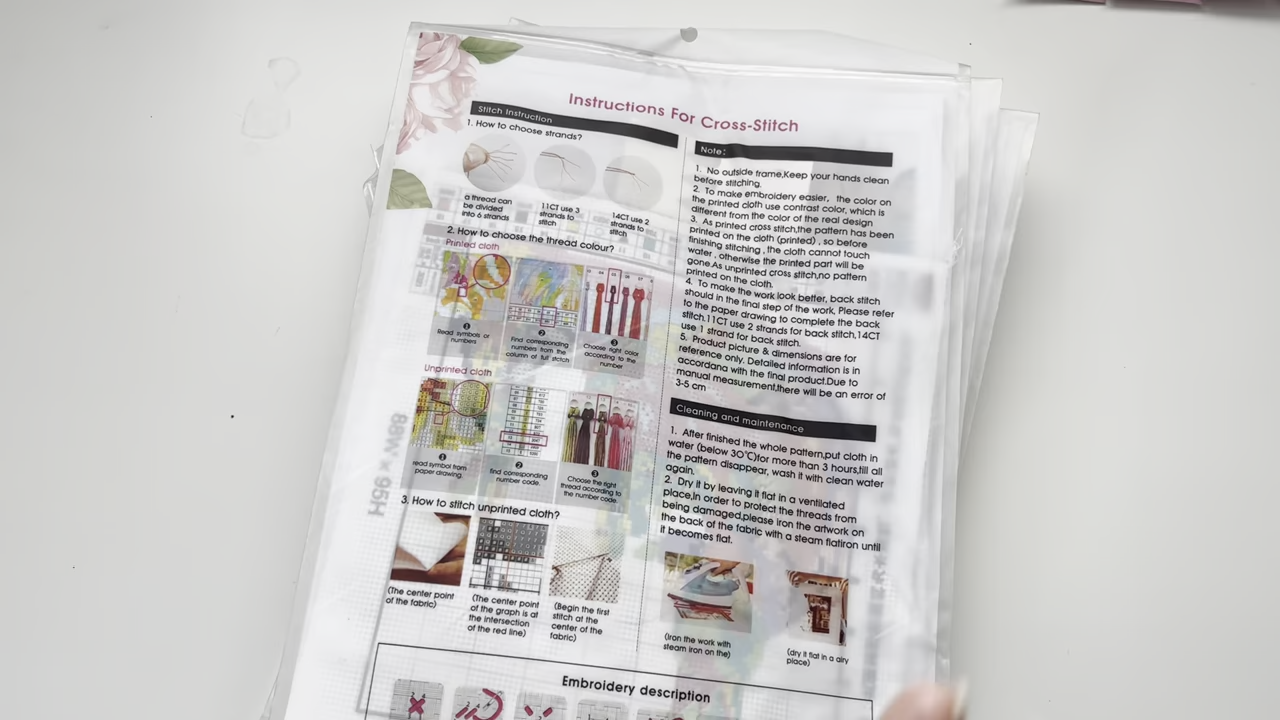 Instructions For Cross-Stitch
Stitch Instruction
1. How to choose strands?
a thread can
be divided
into 6 strands
11CT use 3
strands to
stitch
14CT use 2
strands to
stitch
2. How to choose the thread colour?
Printed cloth
1
Read symbols or
numbers
2
Find corresponding
numbers from the
column of full stitch
3
Choose right color
according to the
number
Unprinted cloth
1
read symbol from
paper drawing.
2
find corresponding
number code.
3
Choose the right
thread according to
the number code.
3. How to stitch unprinted cloth?
(The center point
of the fabric)
(The center point
of the graph is at
the intersection
of the red line)
(Begin the first
stitch at the
center of the
fabric)
Note:
1. No outside frame,Keep your hands clean
before stitching.
2. To make embroidery easier, the color on
the printed cloth use contrast color, which is
different from the color of the real design
3. As printed cross stitch,the pattern has been
printed on the cloth (printed) , so before
finishing stitching , the cloth cannot touch
water , otherwise the printed part will be
gone.As unprinted cross stitch,no pattern
printed on the cloth.
4. To make the work look better, back stitch
should in the final step of the work, Please refer
to the paper drawing to complete the back
stitch.11CT use 2 strands for back stitch,14CT
use 1 strand for back stitch.
5. Product picture & dimensions are for
reference only. Detailed information is in
accordana with the final product.Due to
manual measurement,there will be an error of
3-5 cm
Cleaning and maintenance
1. After finished the whole pattern,put cloth in
water (below 30℃)for more than 3 hours,till all
the pattern disappear, wash it with clean water
again.
2. Dry it by leaving it flat in a ventilated
place,in order to protect the threads from
being damaged,please iron the artwork on
the back of the fabric with a steam flatiron until
it becomes flat.
(Iron the work with
steam iron on the)
(dry it flat in a airy
place)
88W×95H
Embroidery description